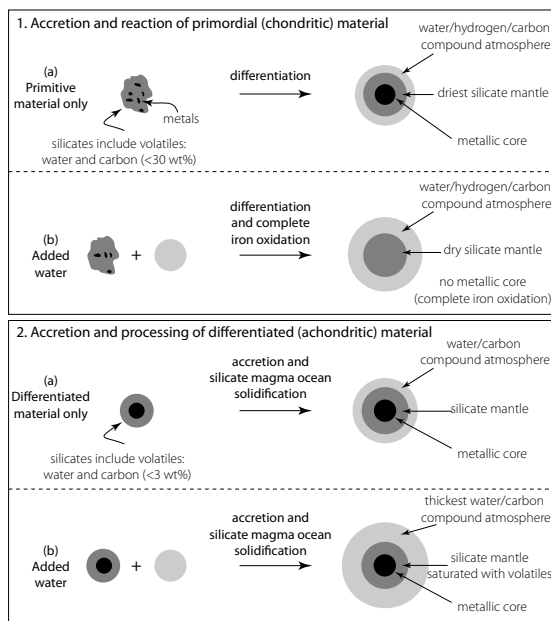 1. Accretion and reaction of primordial (chondritic) material
(a)
Primitive
material only
metals
silicates include volatiles:
water and carbon (<30 wt%)
differentiation
water/hydrogen/carbon
compound atmosphere
driest silicate mantle
metallic core
(b)
Added
water
+
differentiation
and complete
iron oxidation
water/hydrogen/carbon
compound atmosphere
dry silicate mantle
no metallic core
(complete iron oxidation)
2. Accretion and processing of differentiated (achondritic) material
(a)
Differentiated
material only
silicates include volatiles:
water and carbon (<3 wt%)
accretion and
silicate magma ocean
solidification
water/carbon
compound atmosphere
silicate mantle
metallic core
(b)
Added
water
+
accretion and
silicate magma ocean
solidification
thickest water/carbon
compound atmosphere
silicate mantle
saturated with volatiles
metallic core